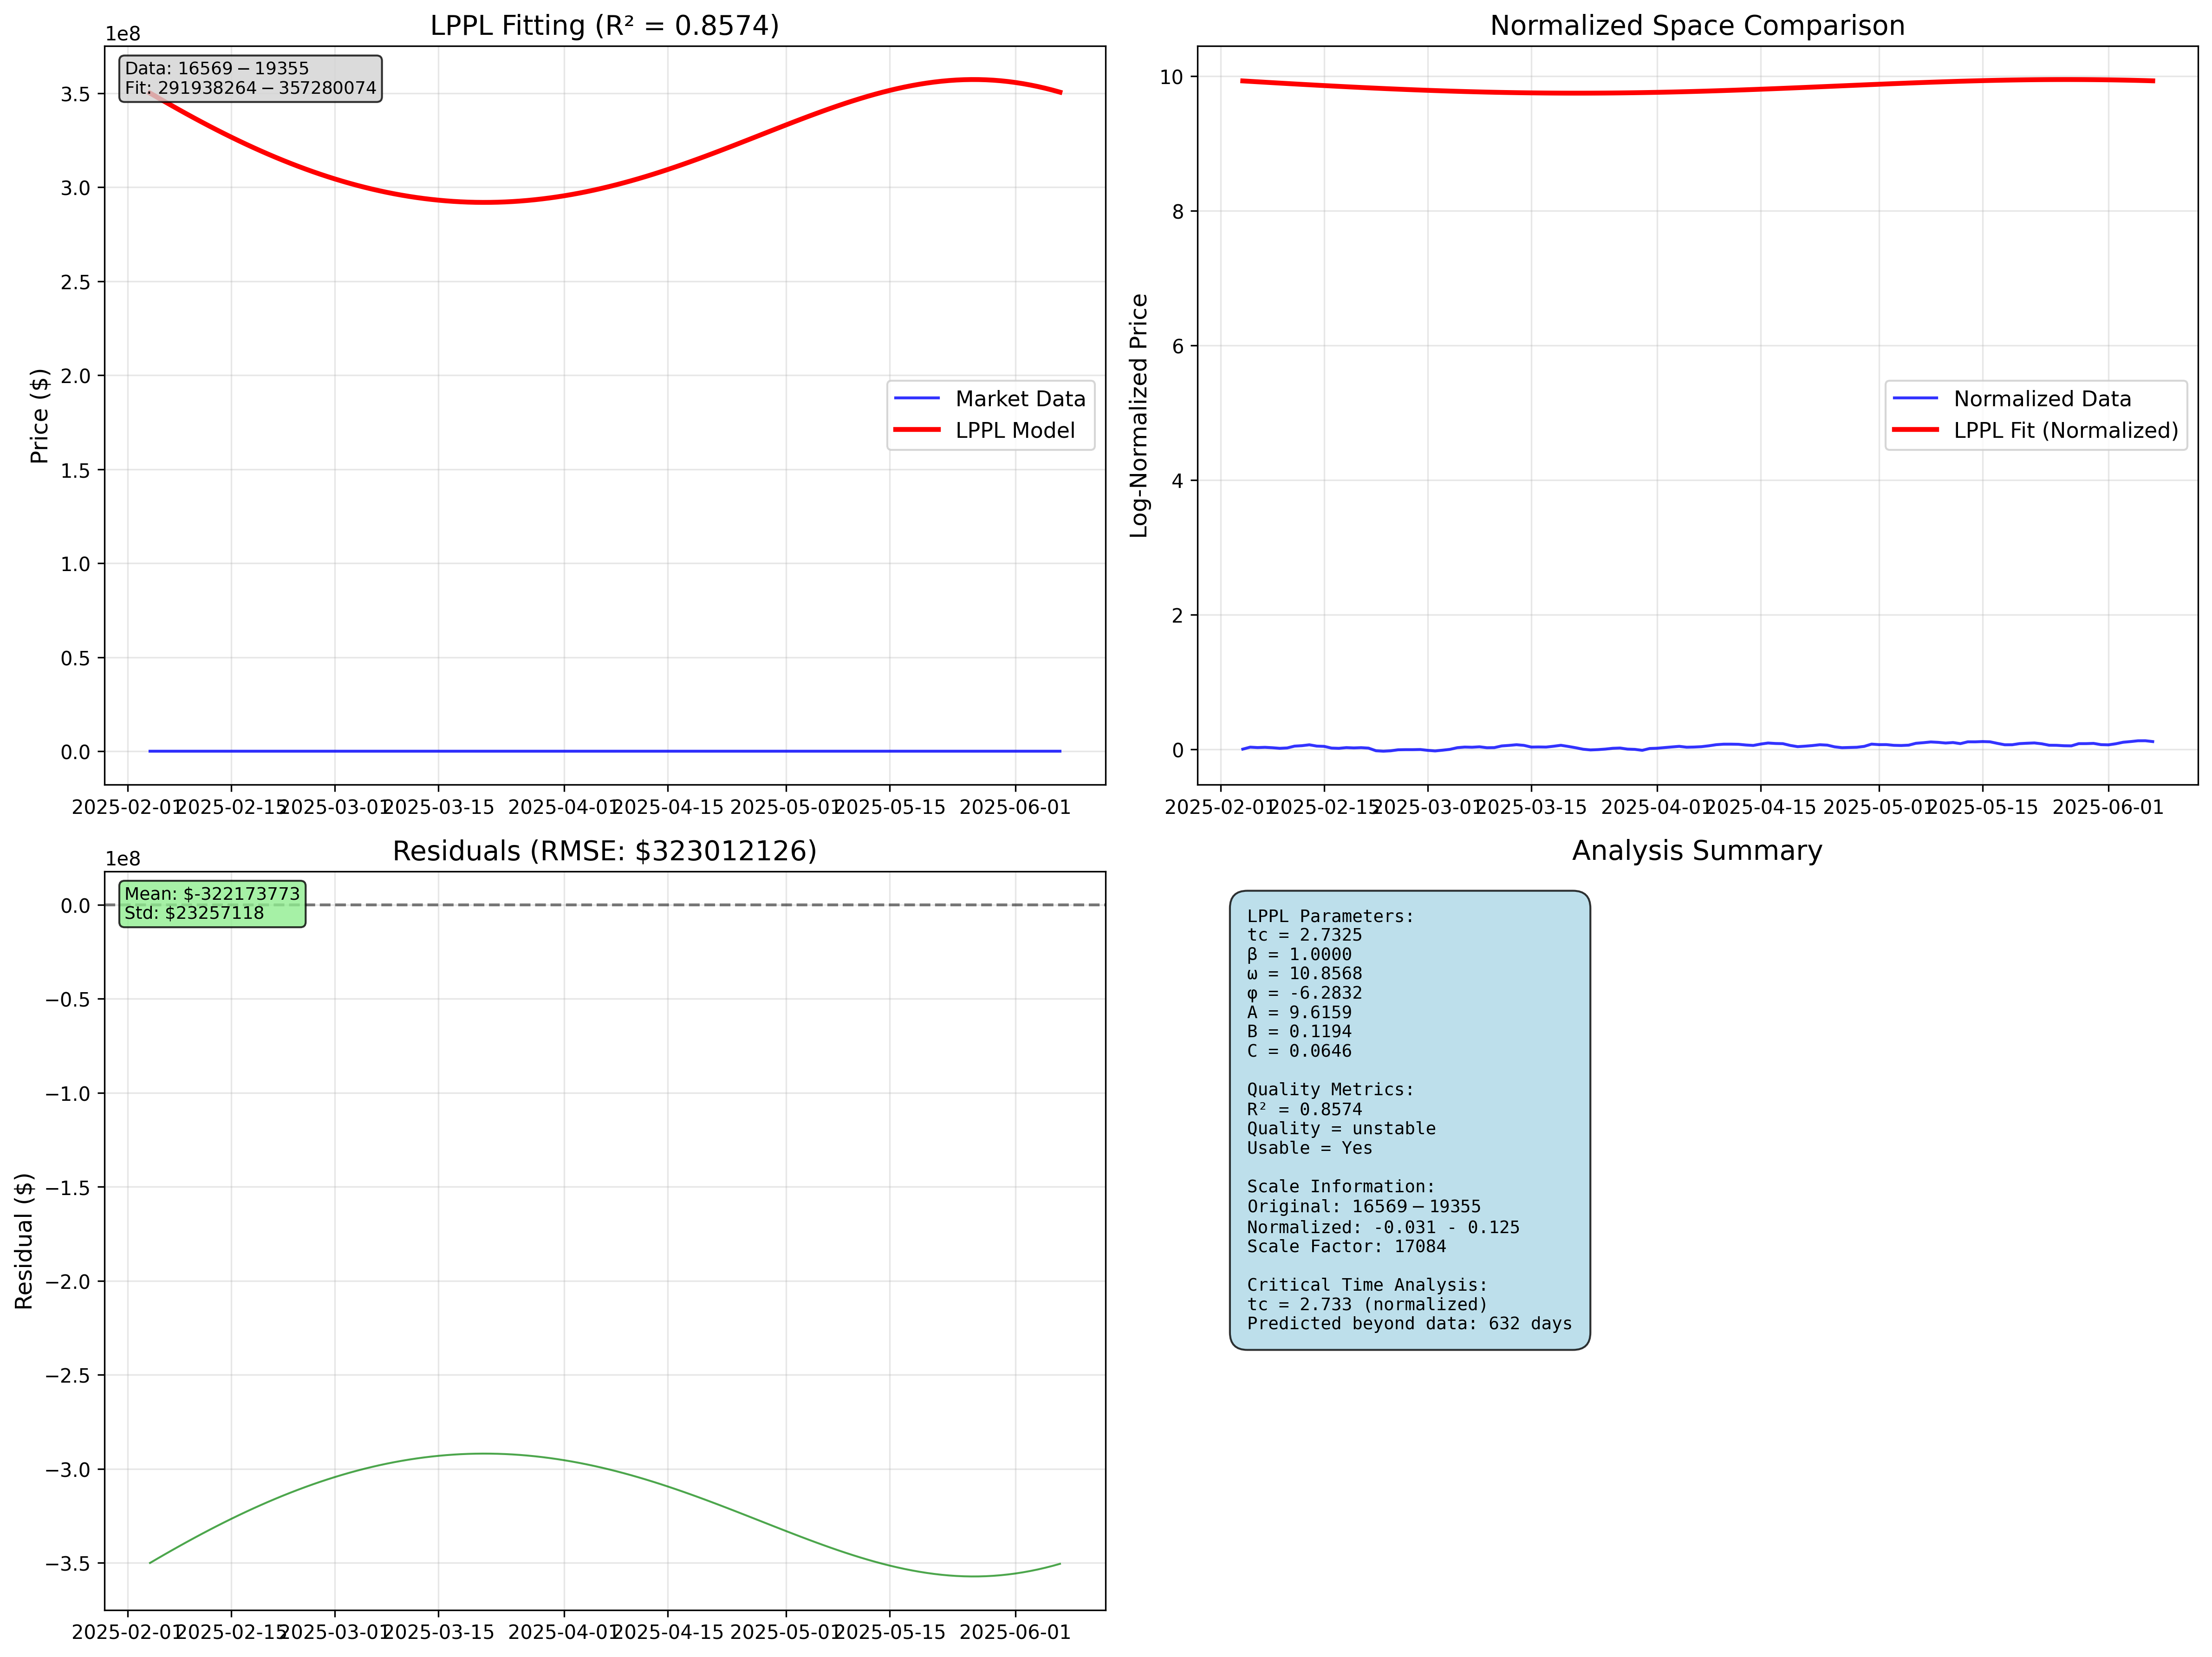 LPPL Fitting (R² = 0.8574)
1e8
Data: 16569 – 19355
Fit: 291938264 – 357280074
3.5
3.0
2.5
2.0
1.5
1.0
0.5
0.0
Price ($)
Market Data
LPPL Model
2025-02-01 2025-02-15 2025-03-01 2025-03-15 2025-04-01 2025-04-15 2025-05-01 2025-05-15 2025-06-01
Normalized Space Comparison
10
8
6
4
2
0
Log-Normalized Price
Normalized Data
LPPL Fit (Normalized)
2025-02-01 2025-02-15 2025-03-01 2025-03-15 2025-04-01 2025-04-15 2025-05-01 2025-05-15 2025-06-01
Residuals (RMSE: $323012126)
1e8
Mean: $-322173773
Std: $23257118
0.0
−0.5
−1.0
−1.5
−2.0
−2.5
−3.0
−3.5
Residual ($)
2025-02-01 2025-02-15 2025-03-01 2025-03-15 2025-04-01 2025-04-15 2025-05-01 2025-05-15 2025-06-01
Analysis Summary
LPPL Parameters:
tc = 2.7325
β = 1.0000
ω = 10.8568
φ = -6.2832
A = 9.6159
B = 0.1194
C = 0.0646
Quality Metrics:
R² = 0.8574
Quality = unstable
Usable = Yes
Scale Information:
Original: 16569 – 19355
Normalized: -0.031 - 0.125
Scale Factor: 17084
Critical Time Analysis:
tc = 2.733 (normalized)
Predicted beyond data: 632 days